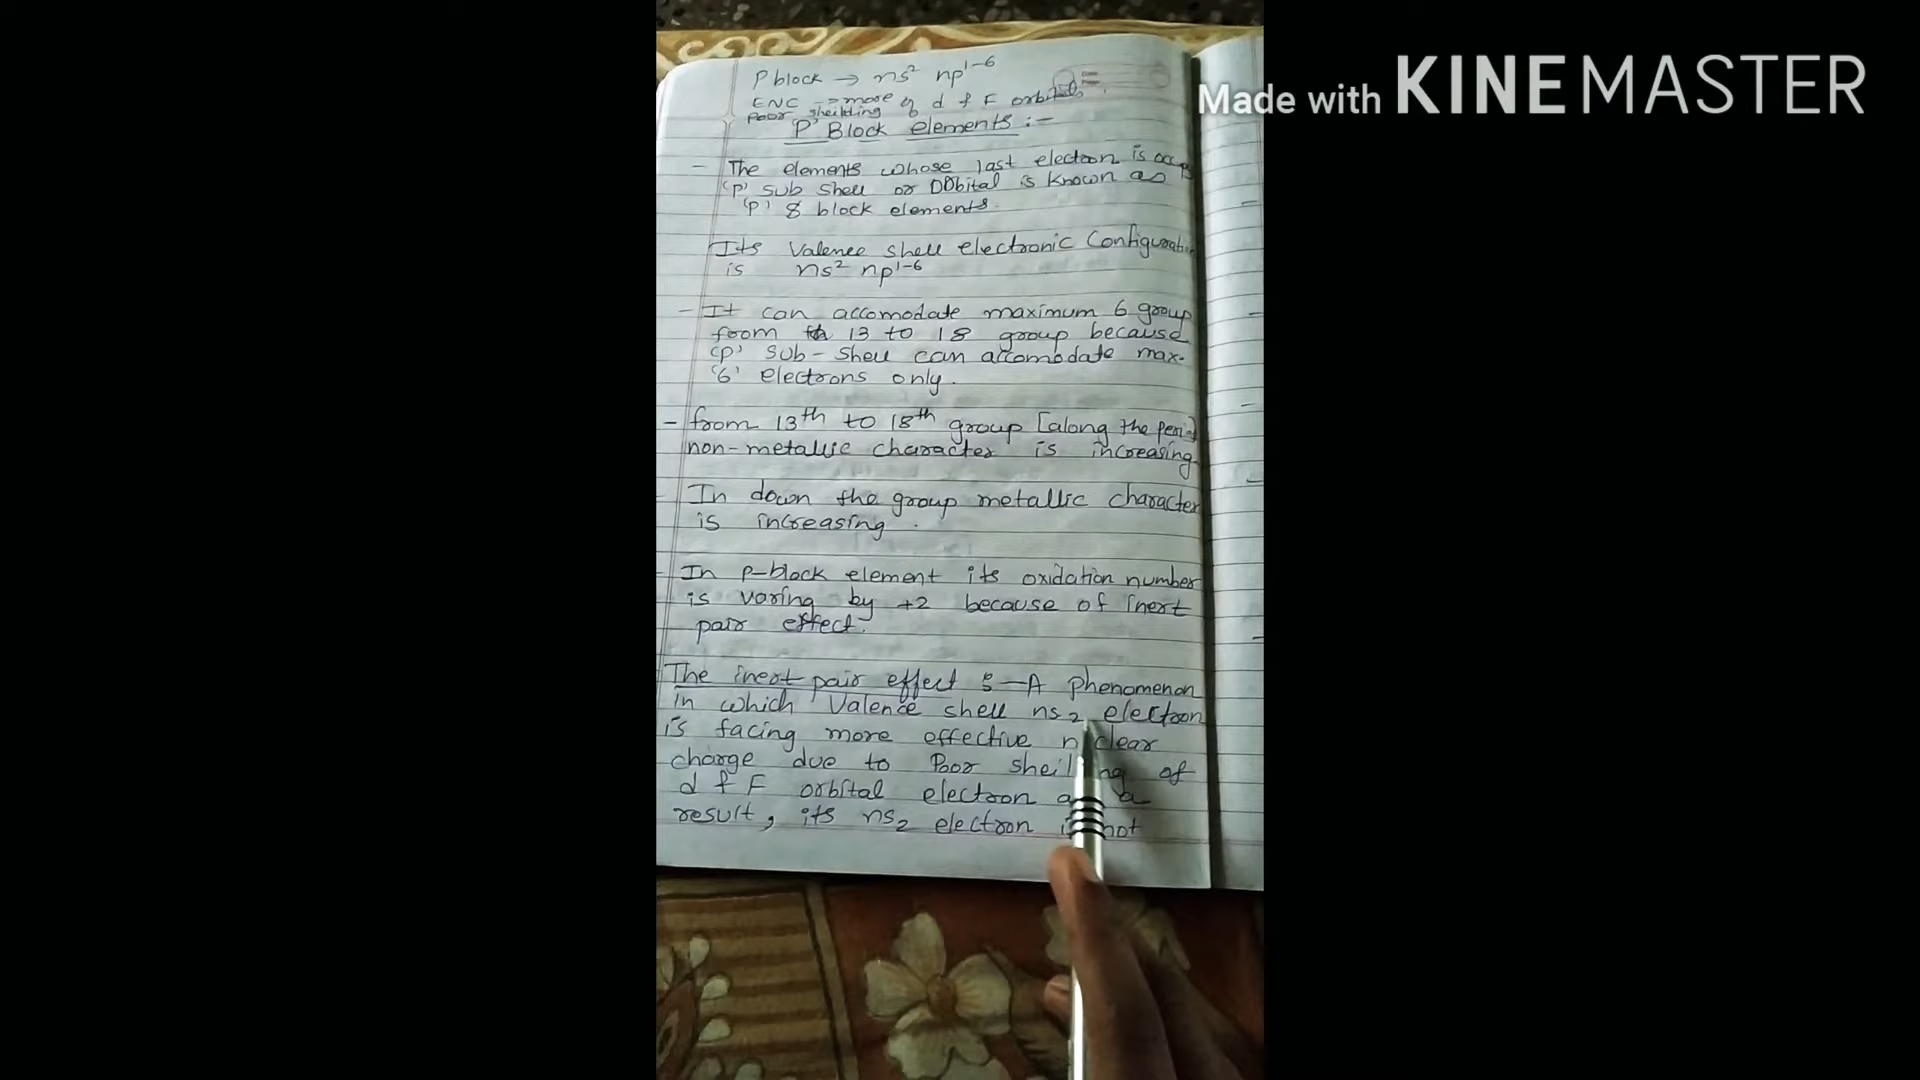 P block → ns² np¹⁻⁶
Made with KINEMASTER
ENC → more of d & F orbitals
poor sheilding
'P' Block elements :-
- The elements whose last electron is
'p' sub shell or Orbital is known as
'p' block elements.
Its Valence shell electronic Configuration
is ns² np¹⁻⁶
- It can accomodate maximum 6 group
from 13 to 18 group because
'p' sub-shell can accomodate max.
'6' electrons only.
- from 13th to 18th group [along the period]
non-metallic character is increasing.
In down the group metallic character
is increasing.
In p-block element its oxidation number
is varing by +2 because of inert
pair effect.
The inert pair effect :- A phenomenon
in which Valence shell ns2 electron
is facing more effective nuclear
charge due to Poor sheilding of
d & F orbital electron as a
result, its ns2 electron is not